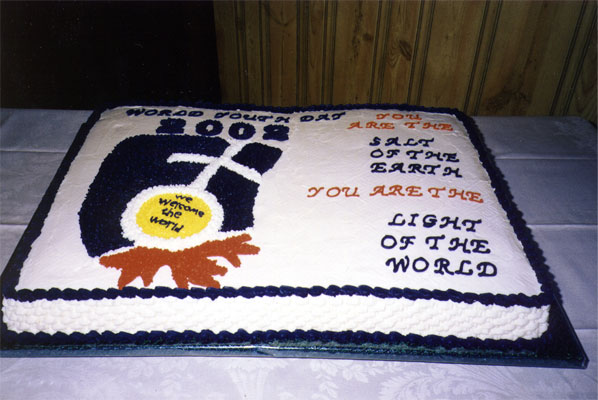 WORLD YOUTH DAY
2002
we
welcome
the
world
YOU
ARE THE
SALT
OF THE
EARTH
YOU ARE THE
LIGHT
OF THE
WORLD